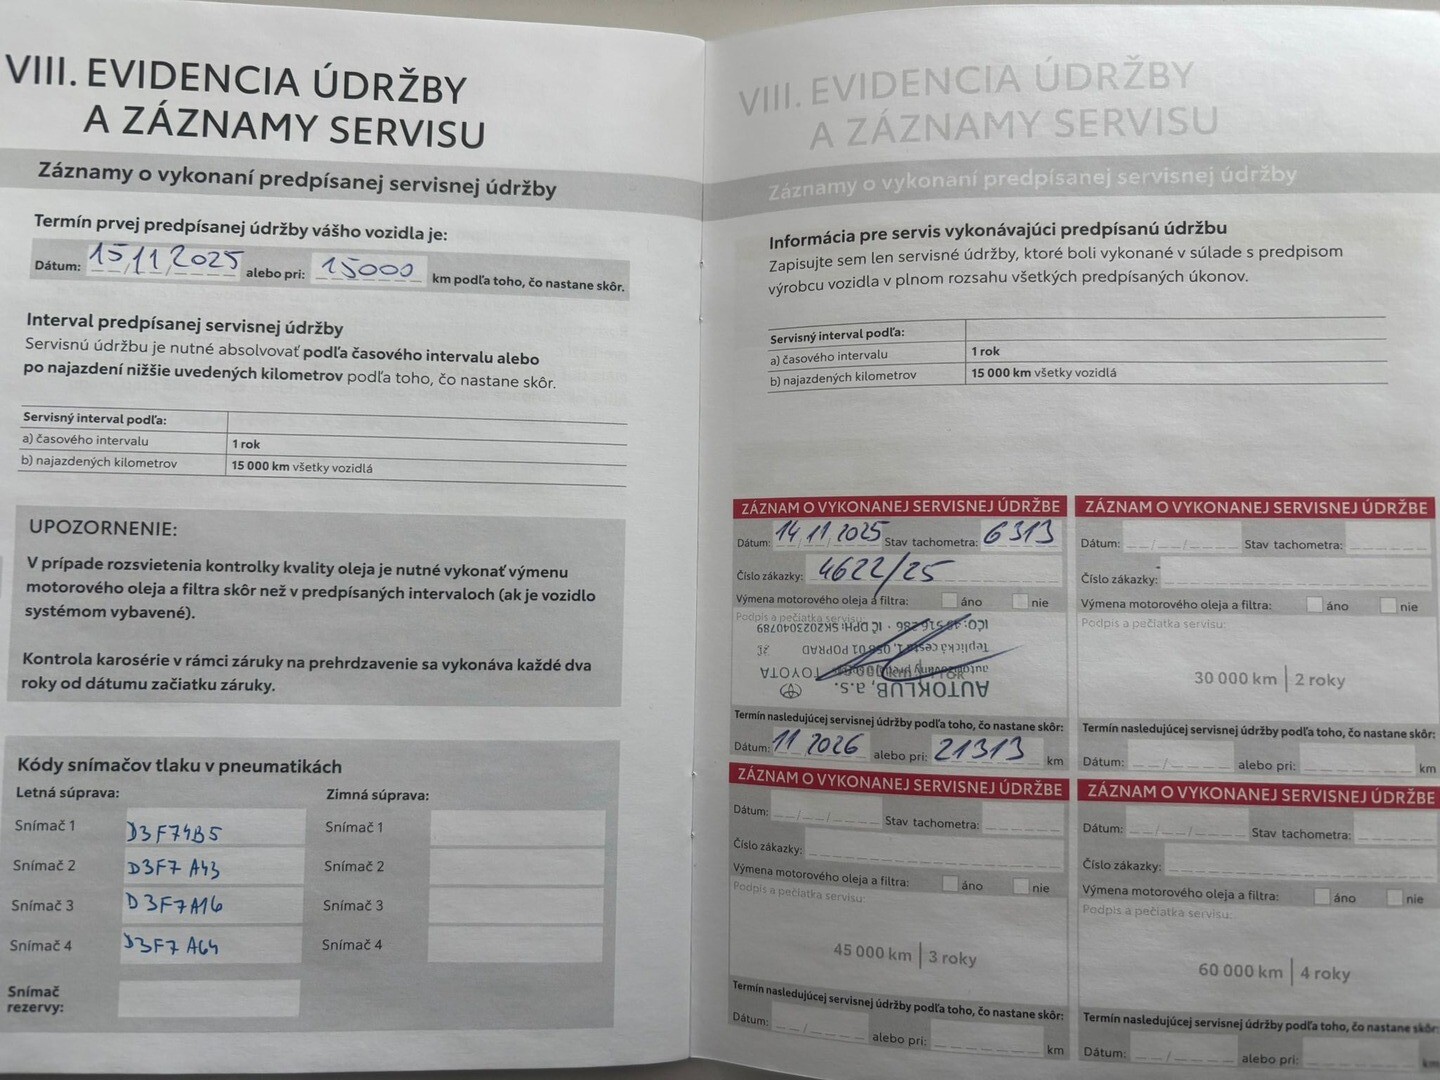 VIII. EVIDENCIA ÚDRŽBY
A ZÁZNAMY SERVISU
Záznamy o vykonaní predpísanej servisnej údržby
Termín prvej predpísanej údržby vášho vozidla je:
Dátum: 15/11/2025 alebo pri: 15000 km podľa toho, čo nastane skôr.
Interval predpísanej servisnej údržby
Servisnú údržbu je nutné absolvovať podľa časového intervalu alebo
po najazdení nižšie uvedených kilometrov podľa toho, čo nastane skôr.
Servisný interval podľa:
a) časového intervalu 1 rok
b) najazdených kilometrov 15 000 km všetky vozidlá
UPOZORNENIE:
V prípade rozsvietenia kontrolky kvality oleja je nutné vykonať výmenu
motorového oleja a filtra skôr než v predpísaných intervaloch (ak je vozidlo
systémom vybavené).
Kontrola karosérie v rámci záruky na prehrdzavenie sa vykonáva každé dva
roky od dátumu začiatku záruky.
Kódy snímačov tlaku v pneumatikách
Letná súprava: Zimná súprava:
Snímač 1 D3F74B5 Snímač 1
Snímač 2 D3F7A43 Snímač 2
Snímač 3 D3F7A16 Snímač 3
Snímač 4 D3F7A64 Snímač 4
Snímač
rezervy:
VIII. EVIDENCIA ÚDRŽBY
A ZÁZNAMY SERVISU
Záznamy o vykonaní predpísanej servisnej údržby
Informácia pre servis vykonávajúci predpísanú údržbu
Zapisujte sem len servisné údržby, ktoré boli vykonané v súlade s predpisom
výrobcu vozidla v plnom rozsahu všetkých predpísaných úkonov.
Servisný interval podľa:
a) časového intervalu 1 rok
b) najazdených kilometrov 15 000 km všetky vozidlá
ZÁZNAM O VYKONANEJ SERVISNEJ ÚDRŽBE
Dátum: 14/11/2025 Stav tachometra: 6313
Číslo zákazky: 4622/25
Výmena motorového oleja a filtra: áno nie
Podpis a pečiatka servisu:
AUTOKLUB, a.s.
autorizovaný TOYOTA
Teplická cesta 1, 058 01 POPRAD
IČ DPH: SK2023040789
Termín nasledujúcej servisnej údržby podľa toho, čo nastane skôr:
Dátum: 11 2026 alebo pri: 21313 km
ZÁZNAM O VYKONANEJ SERVISNEJ ÚDRŽBE
Dátum: Stav tachometra:
Číslo zákazky:
Výmena motorového oleja a filtra: áno nie
Podpis a pečiatka servisu:
30 000 km | 2 roky
Termín nasledujúcej servisnej údržby podľa toho, čo nastane skôr:
Dátum: alebo pri: km
ZÁZNAM O VYKONANEJ SERVISNEJ ÚDRŽBE
Dátum: Stav tachometra:
Číslo zákazky:
Výmena motorového oleja a filtra: áno nie
Podpis a pečiatka servisu:
45 000 km | 3 roky
Termín nasledujúcej servisnej údržby podľa toho, čo nastane skôr:
Dátum: alebo pri: km
ZÁZNAM O VYKONANEJ SERVISNEJ ÚDRŽBE
Dátum: Stav tachometra:
Číslo zákazky:
Výmena motorového oleja a filtra: áno nie
Podpis a pečiatka servisu:
60 000 km | 4 roky
Termín nasledujúcej servisnej údržby podľa toho, čo nastane skôr:
Dátum: alebo pri: km